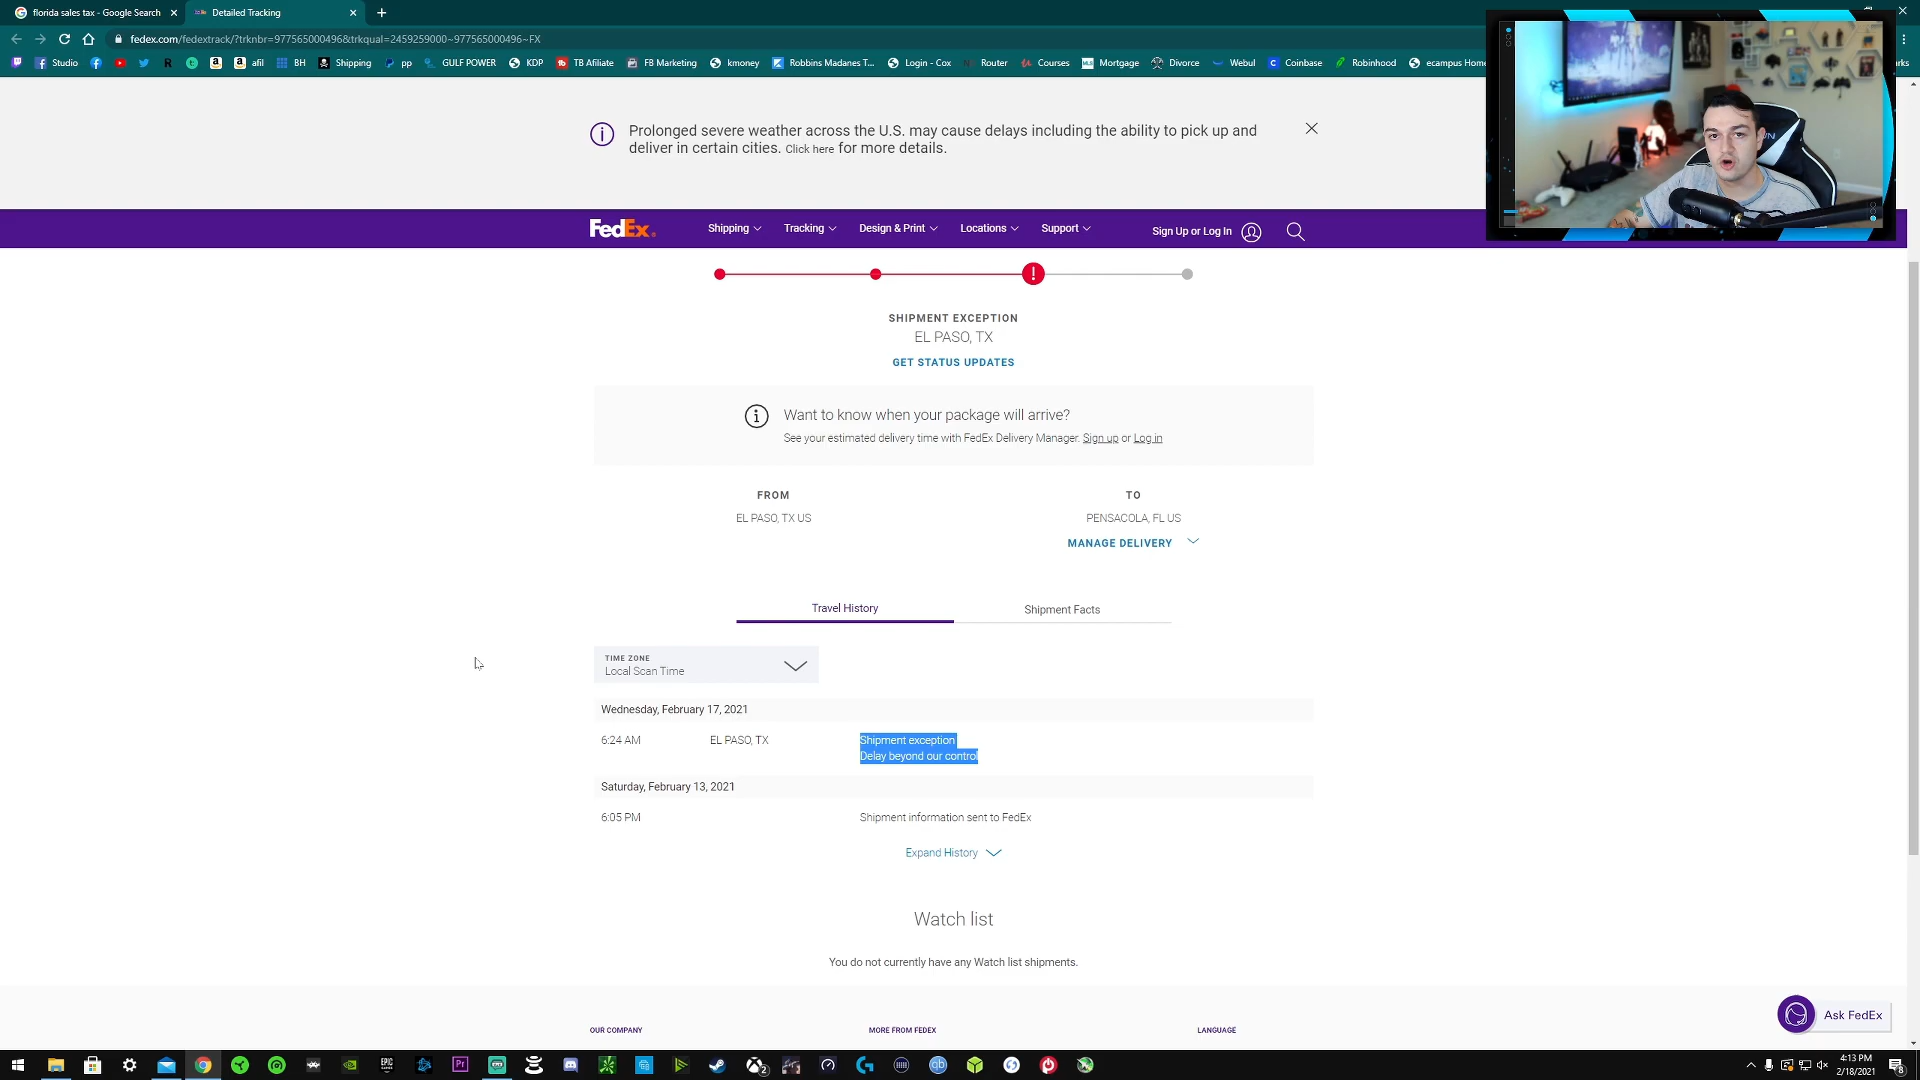 florida sales tax - Google Search
Detailed Tracking
fedex.com/fedextrack/?trknbr=977565000496&trkqual=2459259000~977565000496~FX
Studio
afil
BH
Shipping
pp
GULF POWER
KDP
TB Afiliate
FB Marketing
kmoney
Robbins Madanes T...
Login - Cox
Router
Courses
Mortgage
Divorce
Webul
Coinbase
Robinhood
ecampus Home
Prolonged severe weather across the U.S. may cause delays including the ability to pick up and
deliver in certain cities. Click here for more details.
FedEx
Shipping
Tracking
Design & Print
Locations
Support
Sign Up or Log In
SHIPMENT EXCEPTION
EL PASO, TX
GET STATUS UPDATES
Want to know when your package will arrive?
See your estimated delivery time with FedEx Delivery Manager. Sign up or Log in
FROM
TO
EL PASO, TX US
PENSACOLA, FL US
MANAGE DELIVERY
Travel History
Shipment Facts
TIME ZONE
Local Scan Time
Wednesday, February 17, 2021
6:24 AM
EL PASO, TX
Shipment exception
Delay beyond our control
Saturday, February 13, 2021
6:05 PM
Shipment information sent to FedEx
Expand History
Watch list
You do not currently have any Watch list shipments.
Ask FedEx
OUR COMPANY
MORE FROM FEDEX
LANGUAGE
4:13 PM
2/18/2021